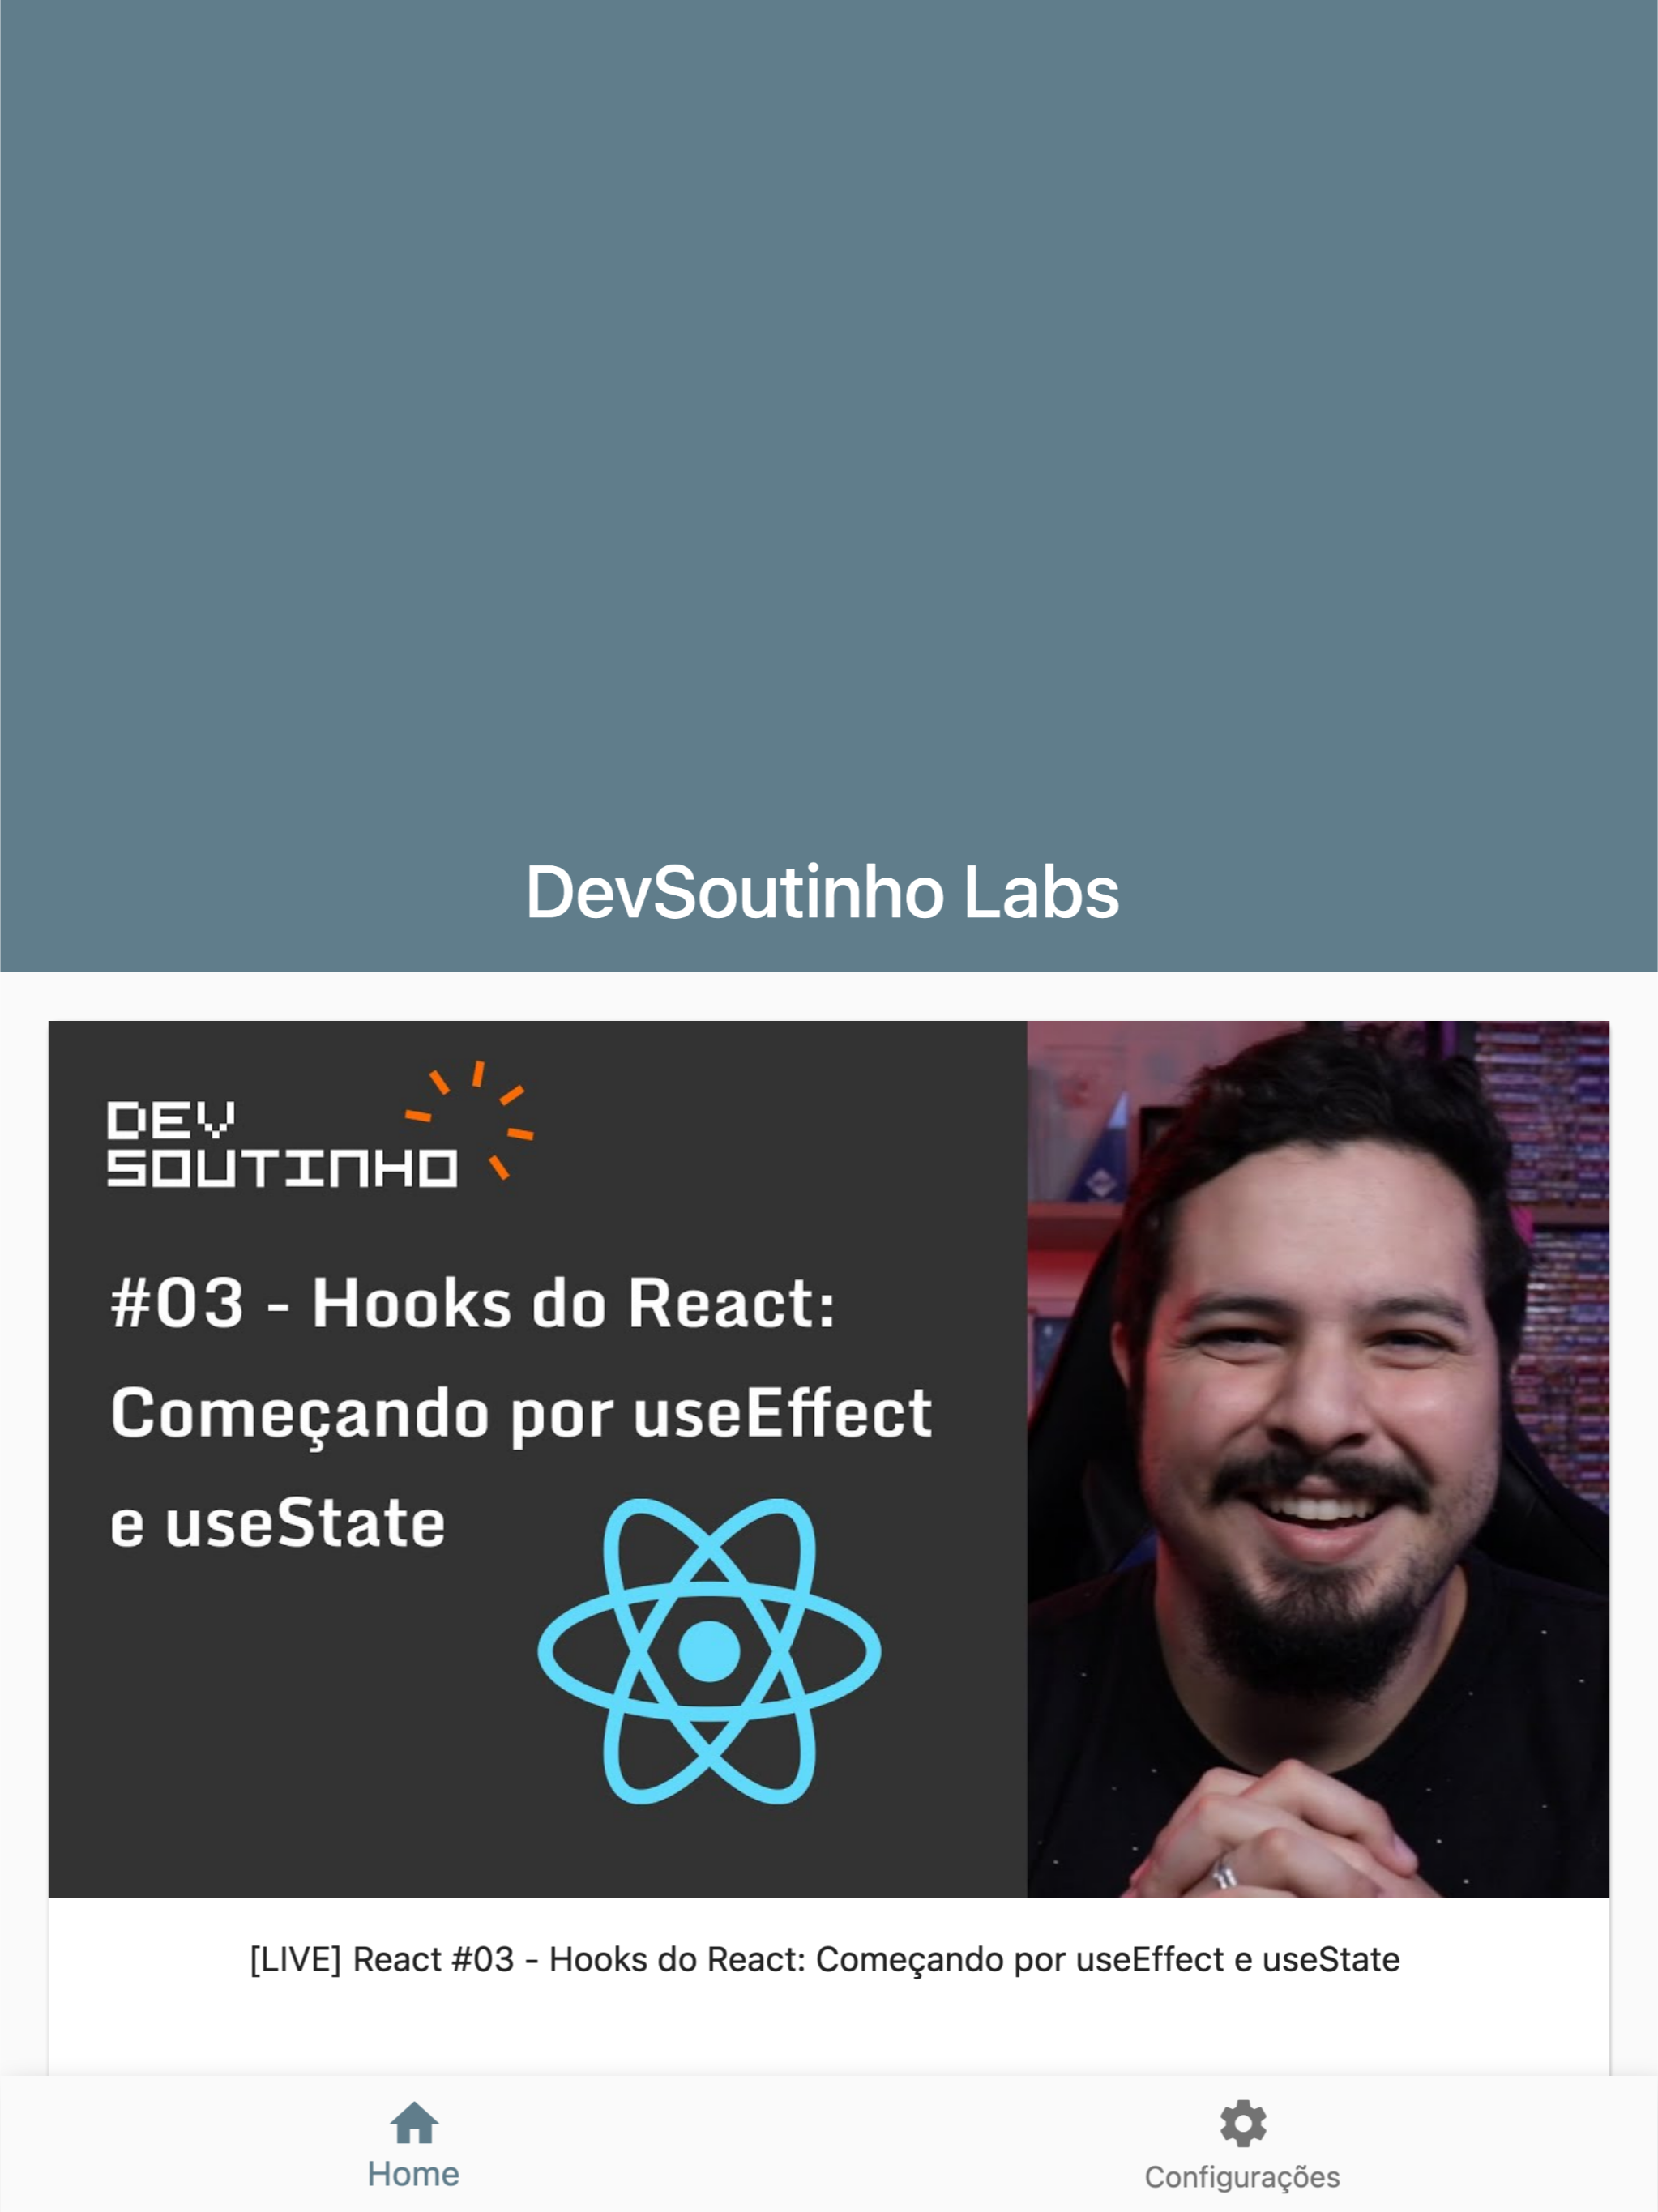 DevSoutinho Labs
DEV
SOUTINHO
#03 - Hooks do React:
Começando por useEffect
e useState
[LIVE] React #03 - Hooks do React: Começando por useEffect e useState
Home
Configurações